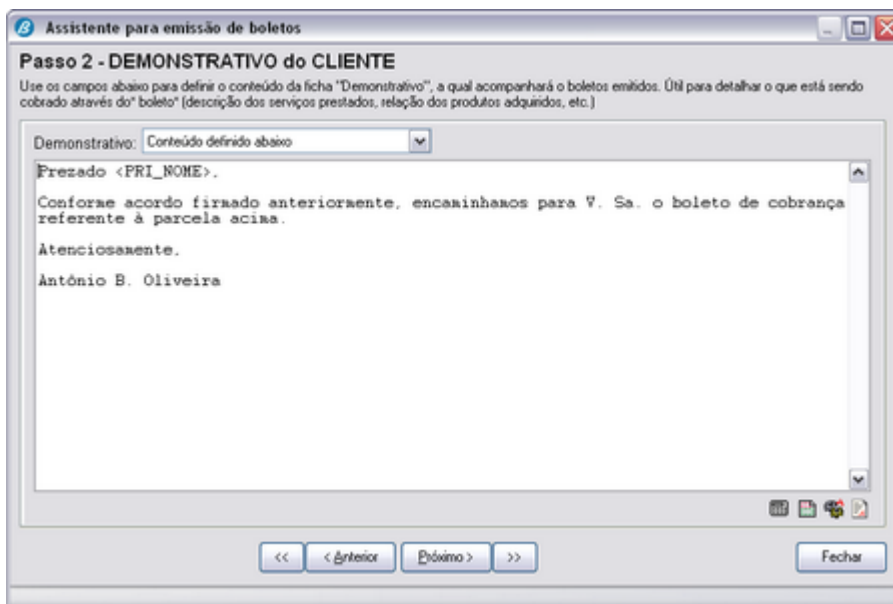 Assistente para emissão de boletos
Passo 2 - DEMONSTRATIVO do CLIENTE
Use os campos abaixo para definir o conteúdo da ficha "Demonstrativo", a qual acompanhará o boletos emitidos. Útil para detalhar o que está sendo
cobrado através do" boleto" (descrição dos serviços prestados, relação dos produtos adquiridos, etc.)
Demonstrativo: Conteúdo definido abaixo
Prezado <PRI_NOME>,
Conforme acordo firmado anteriormente, encaminhamos para V. Sa. o boleto de cobrança
referente à parcela acima.
Atenciosamente,
Antônio B. Oliveira
<< < Anterior Próximo > >> Fechar